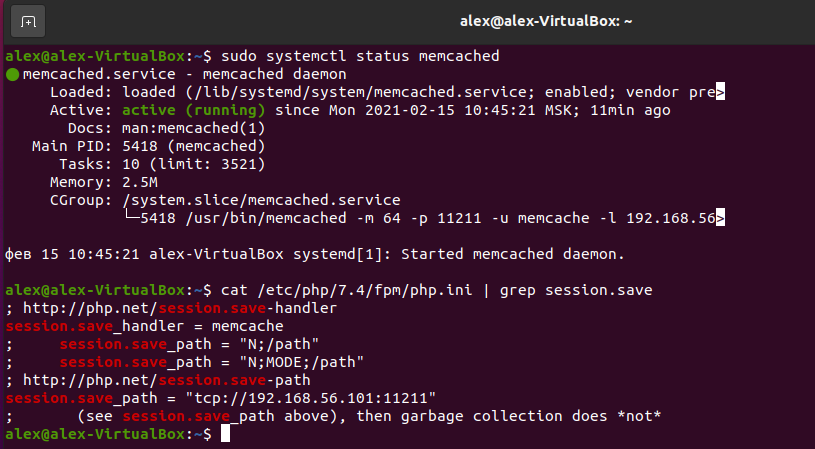 alex@alex-VirtualBox: ~
alex@alex-VirtualBox:~$ sudo systemctl status memcached
● memcached.service - memcached daemon
     Loaded: loaded (/lib/systemd/system/memcached.service; enabled; vendor pre>
     Active: active (running) since Mon 2021-02-15 10:45:21 MSK; 11min ago
       Docs: man:memcached(1)
   Main PID: 5418 (memcached)
      Tasks: 10 (limit: 3521)
     Memory: 2.5M
     CGroup: /system.slice/memcached.service
             └─5418 /usr/bin/memcached -m 64 -p 11211 -u memcache -l 192.168.56>
фев 15 10:45:21 alex-VirtualBox systemd[1]: Started memcached daemon.
alex@alex-VirtualBox:~$ cat /etc/php/7.4/fpm/php.ini | grep session.save
; http://php.net/session.save-handler
session.save_handler = memcache
;     session.save_path = "N;/path"
;     session.save_path = "N;MODE;/path"
; http://php.net/session.save-path
session.save_path = "tcp://192.168.56.101:11211"
;       (see session.save_path above), then garbage collection does *not*
alex@alex-VirtualBox:~$